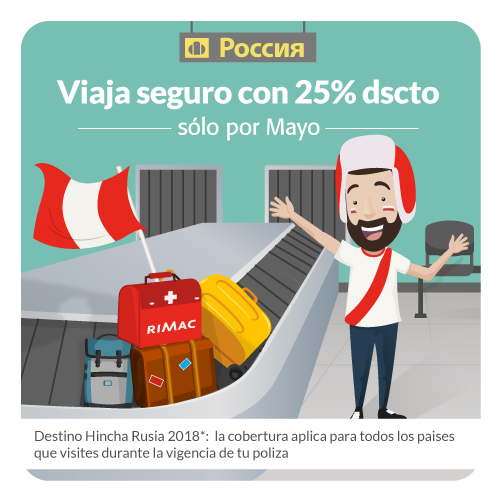 Россия
Viaja seguro con 25% dscto
sólo por Mayo
RIMAC
Destino Hincha Rusia 2018*: la cobertura aplica para todos los paises
que visites durante la vigencia de tu poliza